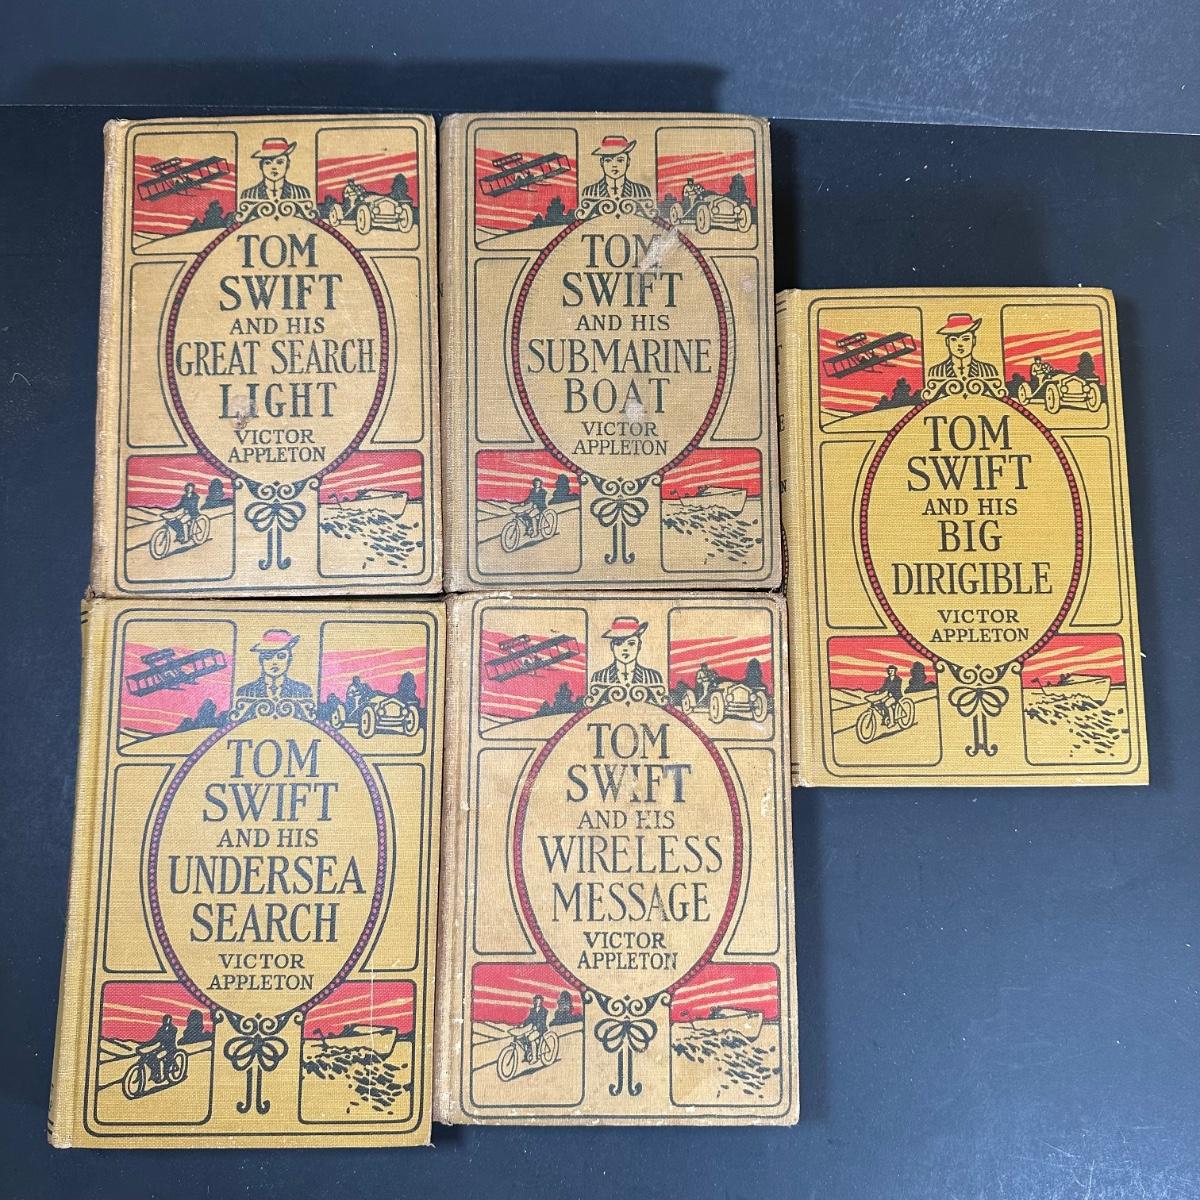 TOM
SWIFT
AND HIS
GREAT SEARCH
LIGHT
VICTOR
APPLETON
TOM
SWIFT
AND HIS
SUBMARINE
BOAT
VICTOR
APPLETON
TOM
SWIFT
AND HIS
BIG
DIRIGIBLE
VICTOR
APPLETON
TOM
SWIFT
AND HIS
UNDERSEA
SEARCH
VICTOR
APPLETON
TOM
SWIFT
AND HIS
WIRELESS
MESSAGE
VICTOR
APPLETON